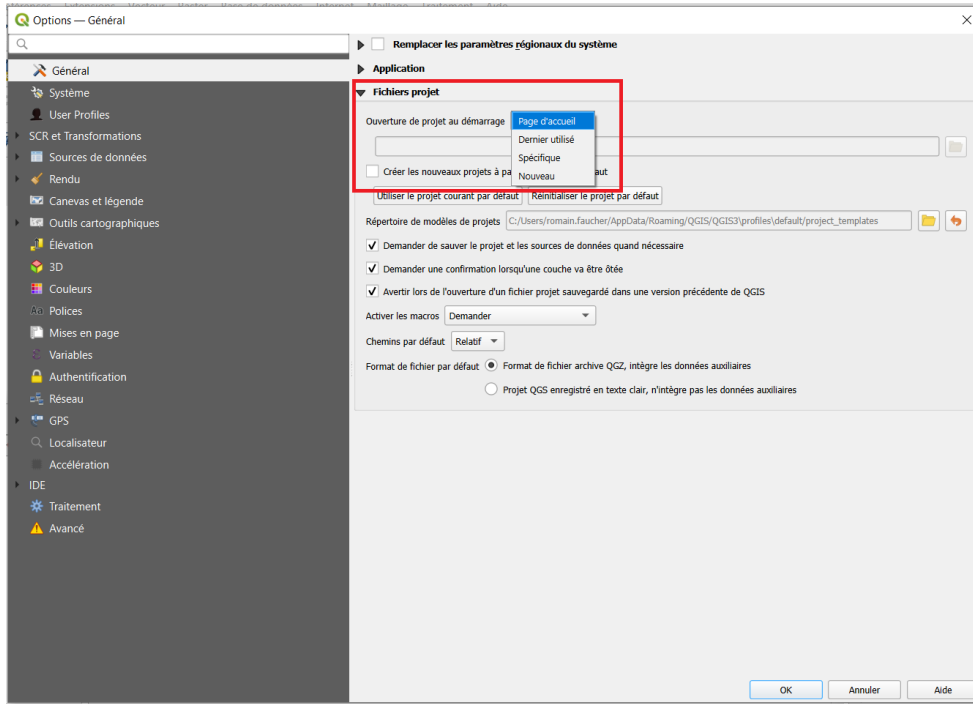 Options — Général
Général
Système
User Profiles
SCR et Transformations
Sources de données
Rendu
Canevas et légende
Outils cartographiques
Élévation
3D
Couleurs
Polices
Mises en page
Variables
Authentification
Réseau
GPS
Localisateur
Accélération
IDE
Traitement
Avancé
Remplacer les paramètres régionaux du système
Application
Fichiers projet
Ouverture de projet au démarrage Page d'accueil
Dernier utilisé
Spécifique
Nouveau
Créer les nouveaux projets à pa aut
Utiliser le projet courant par défaut Réinitialiser le projet par défaut
Répertoire de modèles de projets C:/Users/romain.faucher/AppData/Roaming/QGIS/QGIS3\profiles\default/project_templates
Demander de sauver le projet et les sources de données quand nécessaire
Demander une confirmation lorsqu'une couche va être ôtée
Avertir lors de l'ouverture d'un fichier projet sauvegardé dans une version précédente de QGIS
Activer les macros Demander
Chemins par défaut Relatif
Format de fichier par défaut Format de fichier archive QGZ, intègre les données auxiliaires
Projet QGS enregistré en texte clair, n'intègre pas les données auxiliaires
OK Annuler Aide